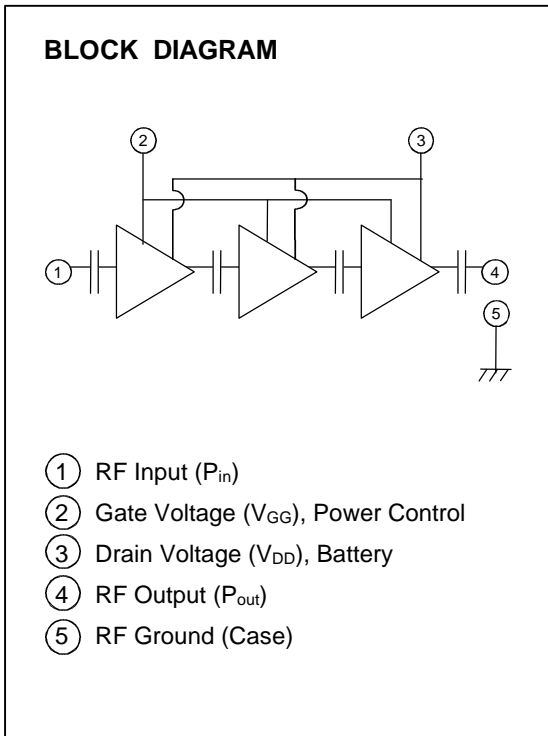 BLOCK DIAGRAM
2 3
1 4
5
1 RF Input (Pin)
2 Gate Voltage (VGG), Power Control
3 Drain Voltage (VDD), Battery
4 RF Output (Pout)
5 RF Ground (Case)